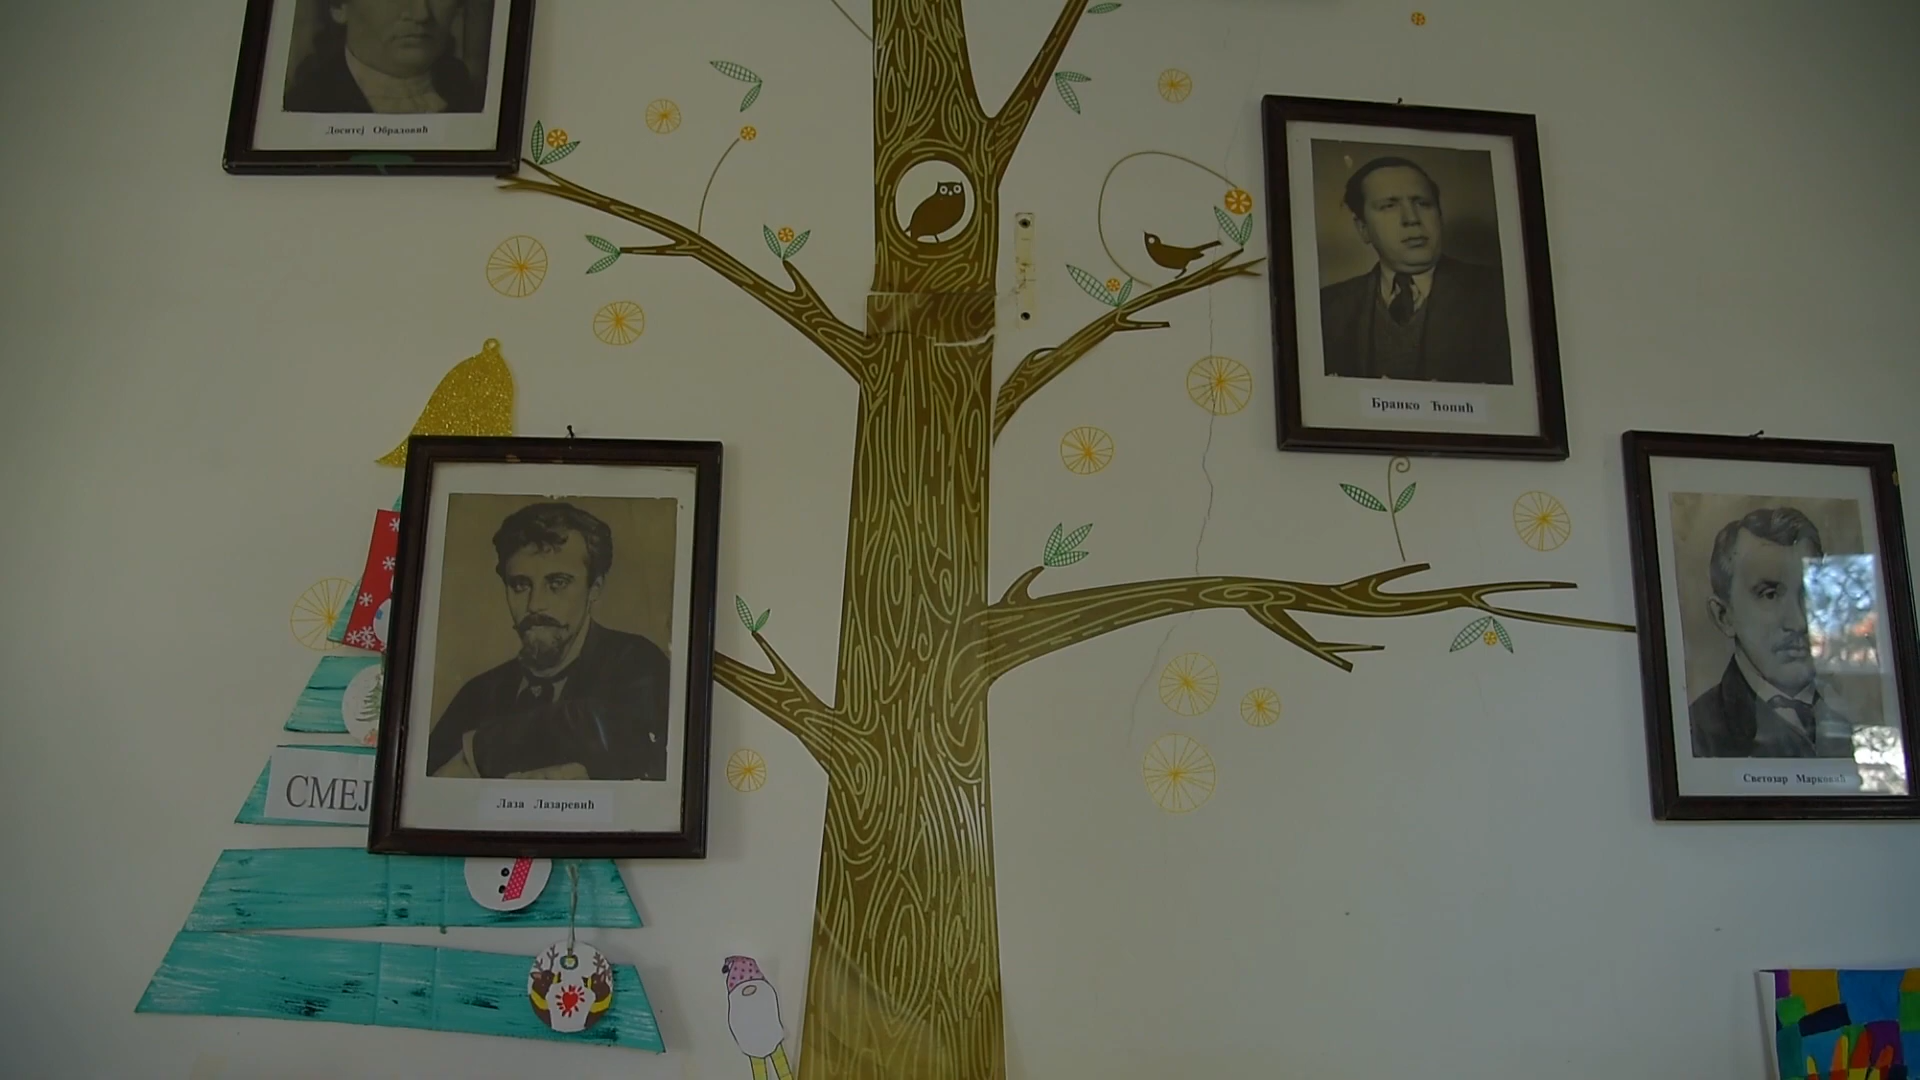 Доситеј Обрадовић
Бранко Ћопић
СМЕЈ
Лаза Лазаревић
Светозар Марковић